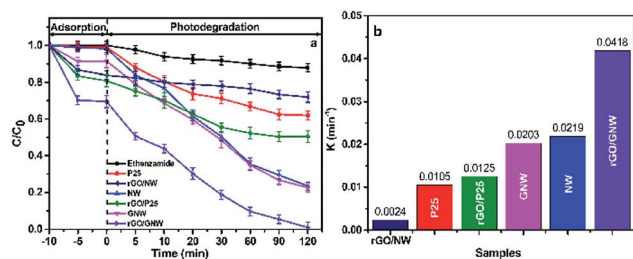 Adsorption
Photodegradation
a
C/C0
1.0
0.8
0.6
0.4
0.2
0.0
Ethenzamide
P25
rGO/NW
NW
rGO/P25
GNW
rGO/GNW
-10 -5 0 5 10 20 30 60 90 120
Time (min)
b
K (min-1)
0.05
0.04
0.03
0.02
0.01
0.00
0.0024
0.0105
0.0125
0.0203
0.0219
0.0418
rGO/NW
P25
rGO/P25
GNW
NW
rGO/GNW
Samples